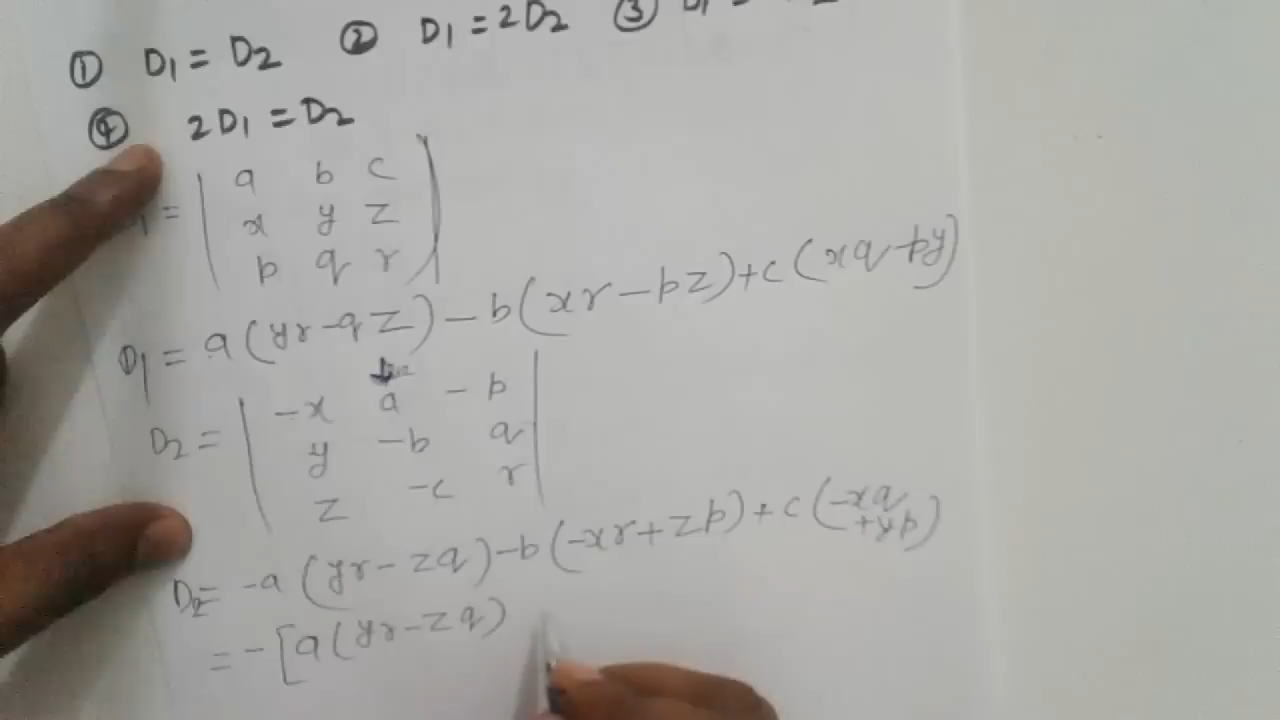 ① D₁ = D₂ ② D₁ = 2D₂ ③
④ 2D₁ = D₂
= | a b c |
| x y z |
| p q r |
D₁ = a(yr-qz)-b(xr-pz)+c(xq-py)
D₂ = | -x a -p |
| y -b q |
| z -c r |
D₂ = -a(yr-zq)-b(-xr+zp)+c(-xq+yp)
= -[a(yr-zq)